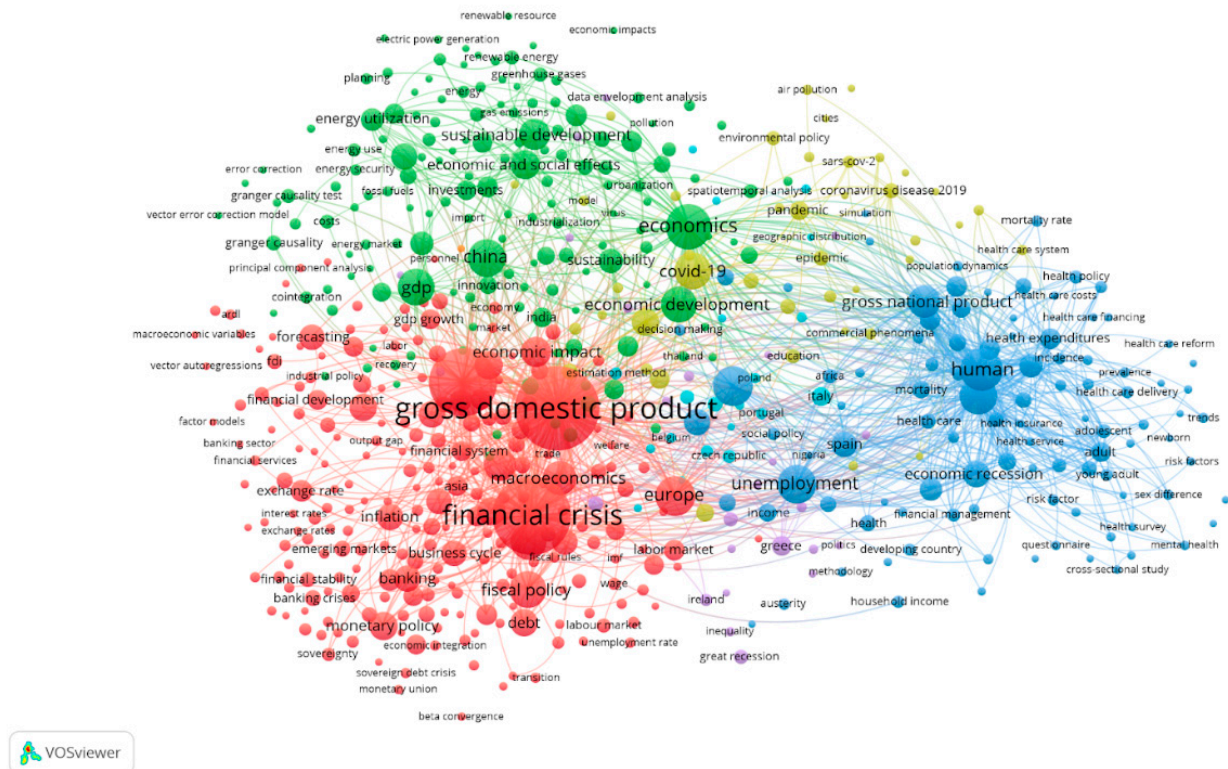 renewable resource
economic impacts
electric power generation
renewable energy
planning
greenhouse gases
energy
data envelopment analysis
air pollution
gas emissions
energy utilization
pollution
cities
sustainable development
environmental policy
energy use
error correction
energy security
economic and social effects
sars-cov-2
granger causality test
fossil fuels
investments
urbanization
spatiotemporal analysis
coronavirus disease 2019
vector error correction model
costs
import
model
virus
pandemic
simulation
industrialization
economics
mortality rate
granger causality
energy market
personnel
china
sustainability
geographic distribution
health care system
principal component analysis
covid-19
epidemic
population dynamics
health policy
innovation
gdp
cointegration
economy
economic development
gross national product
health care costs
ardl
gdp growth
market
india
decision making
health care financing
macroeconomic variables
forecasting
labor
commercial phenomena
health expenditures
health care reform
vector autoregressions
fdi
recovery
economic impact
thailand
education
incidence
industrial policy
estimation method
poland
africa
human
prevalence
financial development
italy
mortality
health care delivery
factor models
gross domestic product
portugal
health insurance
trends
banking sector
output gap
welfare
belgium
social policy
health care
adolescent
newborn
financial services
financial system
trade
czech republic
nigeria
spain
health service
adult
asia
macroeconomics
unemployment
economic recession
young adult
risk factors
exchange rate
europe
income
risk factor
sex difference
interest rates
inflation
financial crisis
financial management
exchange rates
health
health survey
emerging markets
business cycle
fiscal rules
imf
labor market
greece
politics
developing country
questionnaire
mental health
financial stability
banking
methodology
cross-sectional study
banking crises
fiscal policy
wage
ireland
austerity
household income
monetary policy
debt
labour market
inequality
sovereignty
economic integration
unemployment rate
great recession
sovereign debt crisis
transition
monetary union
beta convergence
VOSviewer